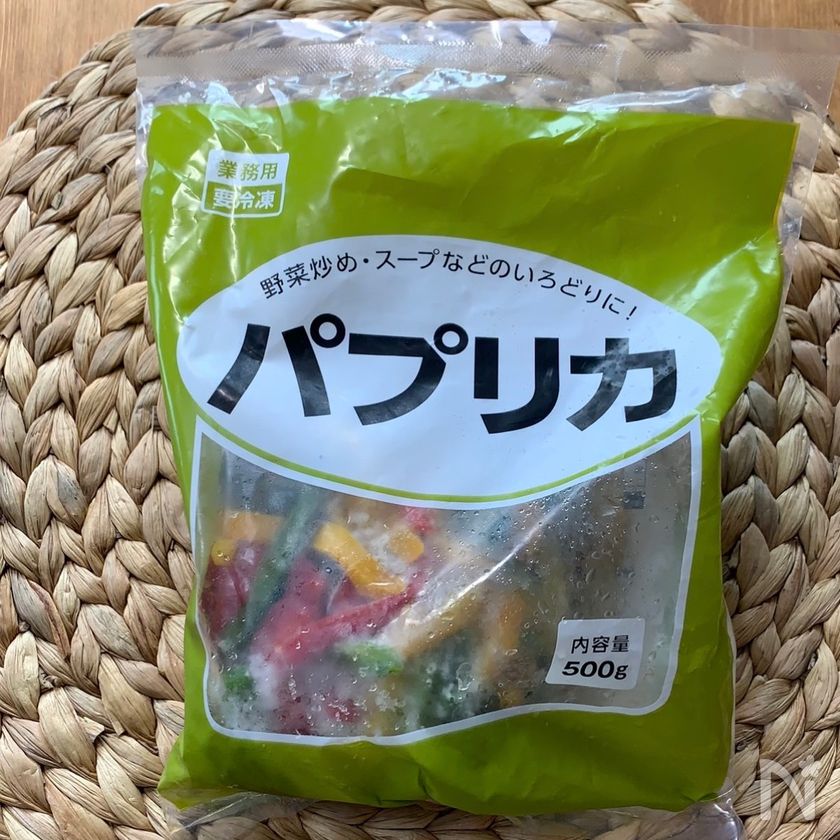 業務用
要冷凍
野菜炒め・スープなどのいろどりに！
パプリカ
内容量
500g